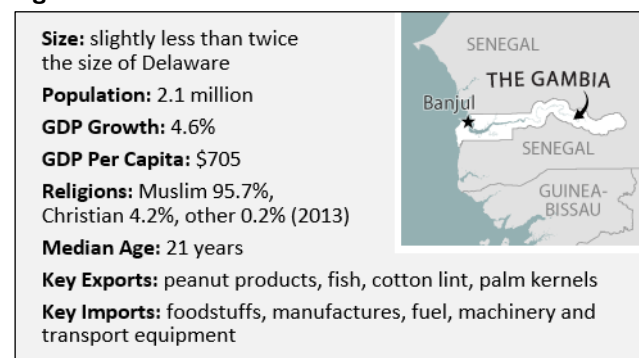 Size: slightly less than twice
the size of Delaware
Population: 2.1 million
GDP Growth: 4.6%
GDP Per Capita: $705
Religions: Muslim 95.7%,
Christian 4.2%, other 0.2% (2013)
Median Age: 21 years
Key Exports: peanut products, fish, cotton lint, palm kernels
Key Imports: foodstuffs, manufactures, fuel, machinery and
transport equipment
SENEGAL
THE GAMBIA
Banjul
SENEGAL
GUINEA-
BISSAU